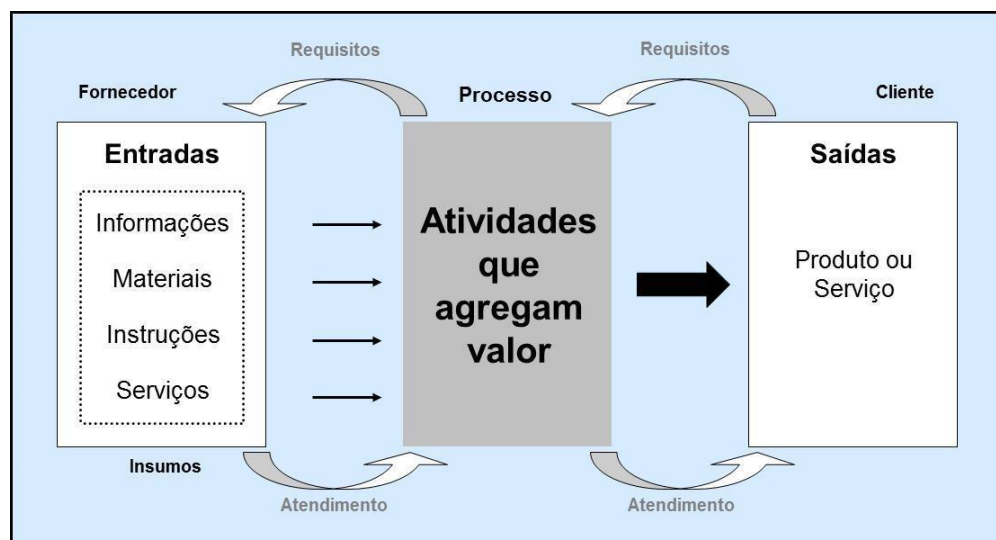 Requisitos
Requisitos
Fornecedor
Processo
Cliente
Entradas
Informações
Materiais
Instruções
Serviços
Insumos
Atividades
que
agregam
valor
Saídas
Produto ou
Serviço
Atendimento
Atendimento